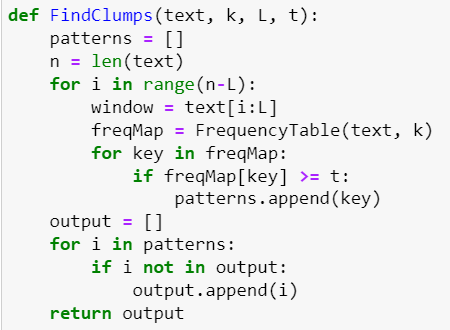 def FindClumps(text, k, L, t):
    patterns = []
    n = len(text)
    for i in range(n-L):
        window = text[i:L]
        freqMap = FrequencyTable(text, k)
        for key in freqMap:
            if freqMap[key] >= t:
                patterns.append(key)
    output = []
    for i in patterns:
        if i not in output:
            output.append(i)
    return output